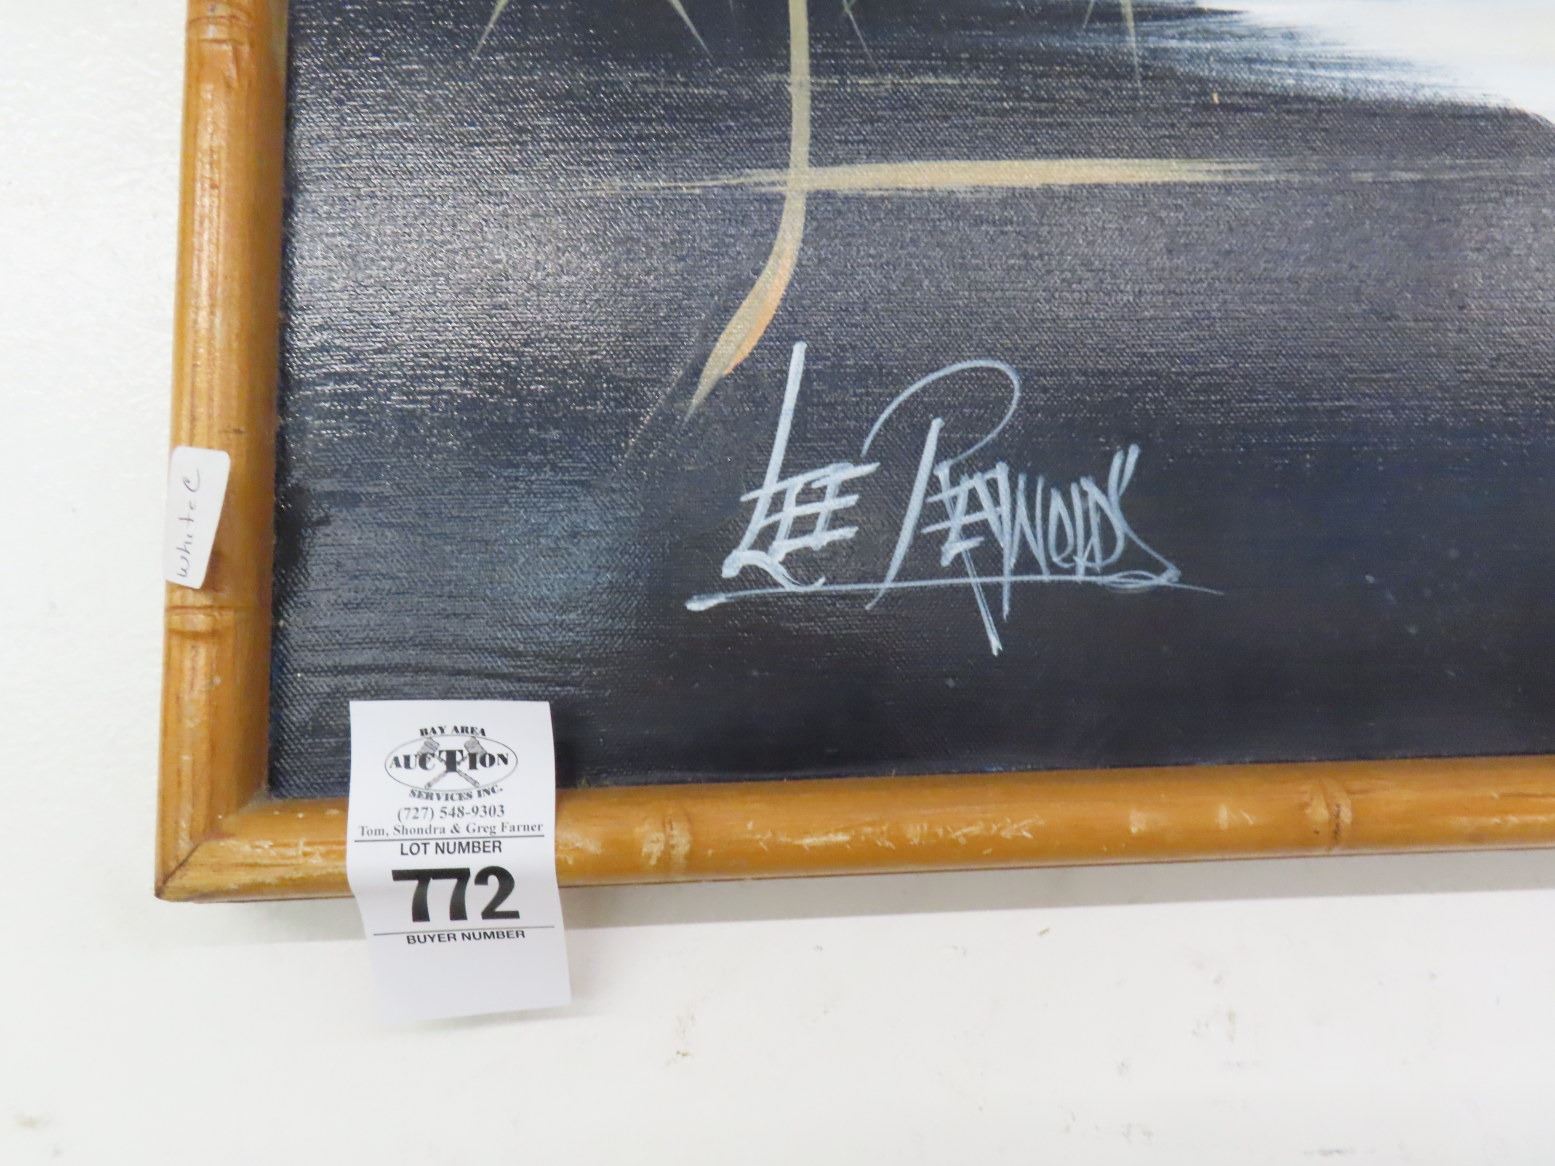 LEE REYNOLDS
White C
BAY AREA
AUCTION
SERVICES INC.
(727) 548-9303
Tom, Shondra & Greg Farner
LOT NUMBER
772
BUYER NUMBER